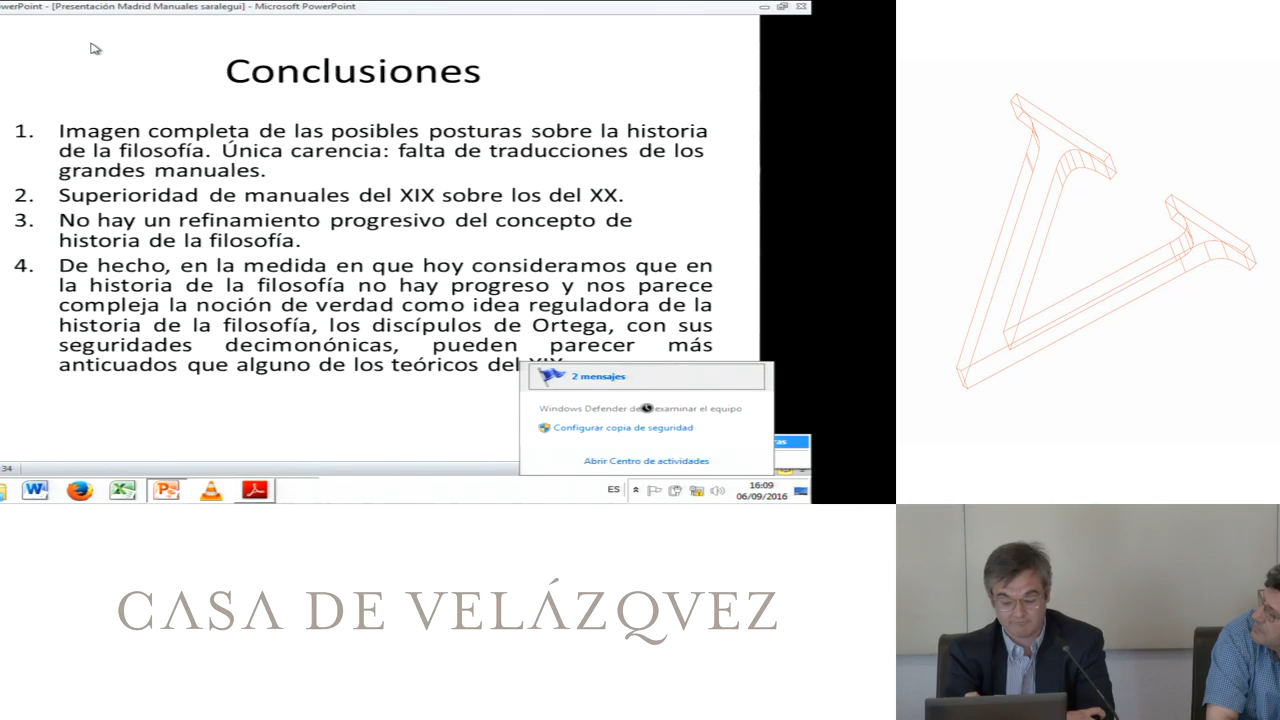 werPoint - [Presentación Madrid Manuales saralegui] - Microsoft PowerPoint
Conclusiones
1. Imagen completa de las posibles posturas sobre la historia
de la filosofía. Única carencia: falta de traducciones de los
grandes manuales.
2. Superioridad de manuales del XIX sobre los del XX.
3. No hay un refinamiento progresivo del concepto de
historia de la filosofía.
4. De hecho, en la medida en que hoy consideramos que en
la historia de la filosofía no hay progreso y nos parece
compleja la noción de verdad como idea reguladora de la
historia de la filosofía, los discípulos de Ortega, con sus
seguridades decimonónicas, pueden parecer más
anticuados que alguno de los teóricos del XIX
2 mensajes
Windows Defender examinar el equipo
Configurar copia de seguridad
ras
Abrir Centro de actividades
34
ES
16:09
06/09/2016
CASA DE VELÁZQVEZ